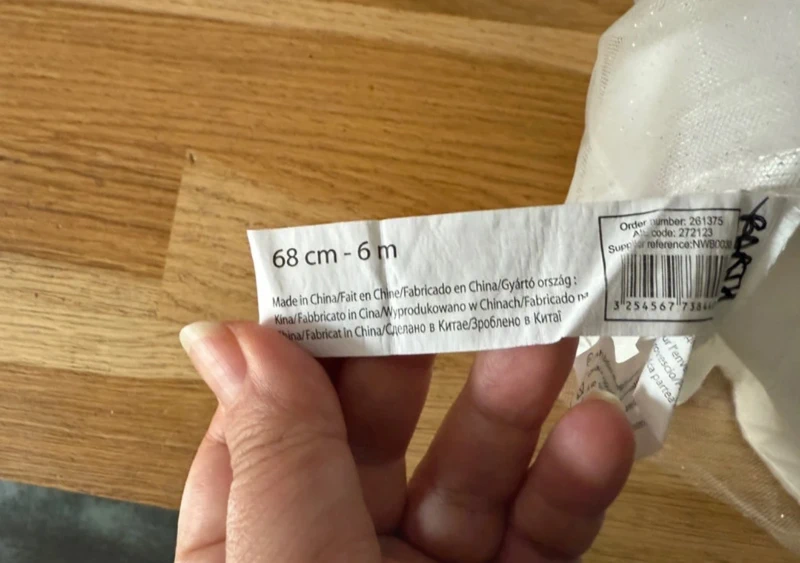 68 cm - 6 m
Made in China/Fait en Chine/Fabricado en China/Gyártó ország:
Kína/Fabbricato in Cina/Wyprodukowano w Chinach/Fabricado na
China/Fabricat în China/Сделано в Китае/Зроблено в Китаї
Order number: 261375
Alt. code: 272123
Supplier reference:
3 254567